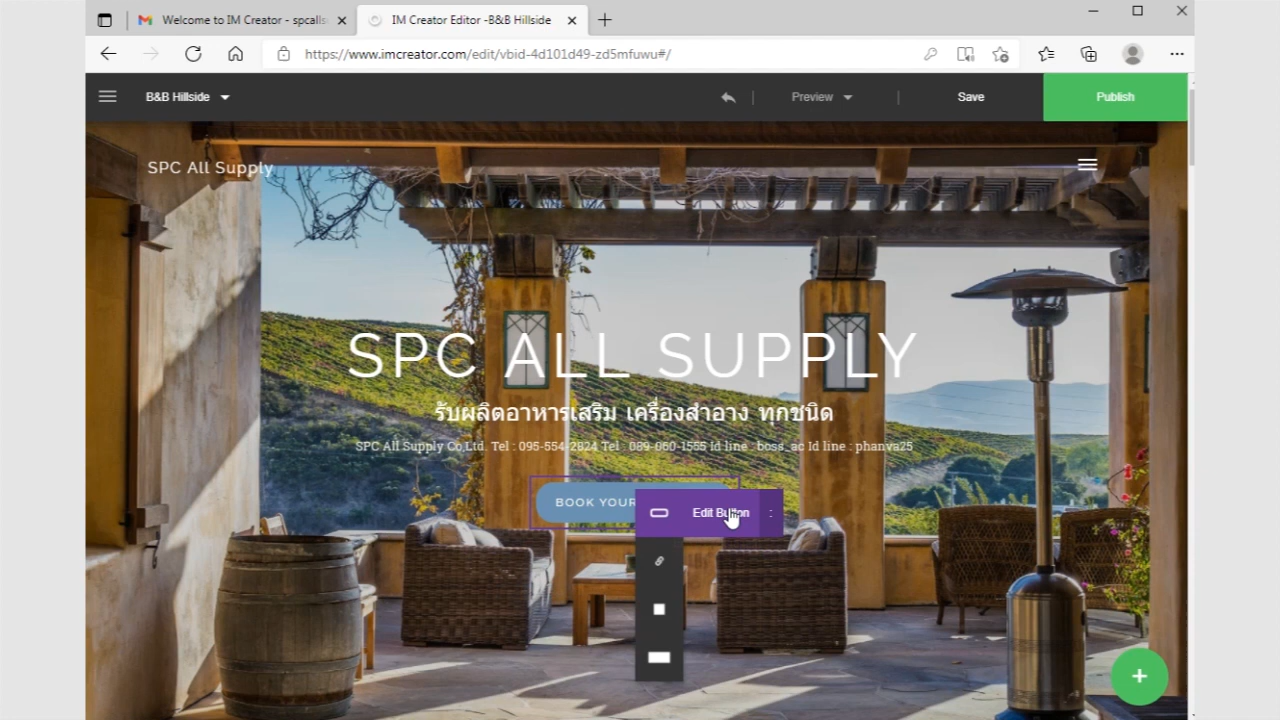 Welcome to IM Creator - spcalls
IM Creator Editor -B&B Hillside
https://www.imcreator.com/edit/vbid-4d101d49-zd5mfuwu#/
B&B Hillside
Preview
Save
Publish
SPC All Supply
SPC ALL SUPPLY
รับผลิตอาหารเสริม เครื่องสำอาง ทุกชนิด
SPC All Supply Co,Ltd. Tel : 095-554-2824 Tel : 089-060-1555 Id line : boss_ac Id line : phanva25
BOOK YOUR
Edit Button